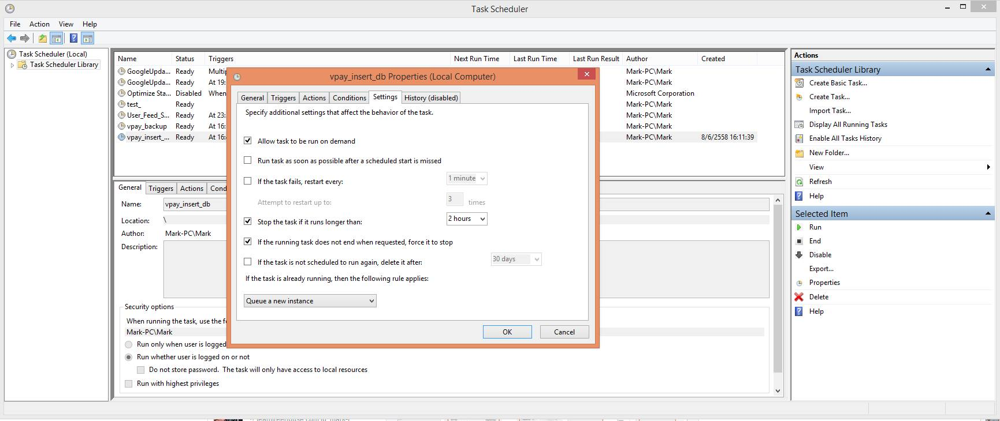 Task Scheduler
File Action View Help
Task Scheduler (Local)
Task Scheduler Library
Name Status Triggers Next Run Time Last Run Time Last Run Result Author Created
GoogleUpda... Ready Multip Mark-PC\Mark
GoogleUpda... Ready At 19: Mark-PC\Mark
Optimize Sta... Disabled When Microsoft Corporation
test_ Ready Mark-PC\Mark
User_Feed_S... Ready At 23: Mark-PC\Mark
vpay_backup Ready At 16: Mark-PC\Mark
vpay_insert_... Ready At 16: Mark-PC\Mark 8/6/2558 16:11:39
General Triggers Actions Cond
Name: vpay_insert_db
Location: \
Author: Mark-PC\Mark
Description:
Security options
When running the task, use the fo
Mark-PC\Mark
Run only when user is logged
Run whether user is logged on or not
Do not store password. The task will only have access to local resources
Run with highest privileges
vpay_insert_db Properties (Local Computer)
General Triggers Actions Conditions Settings History (disabled)
Specify additional settings that affect the behavior of the task.
Allow task to be run on demand
Run task as soon as possible after a scheduled start is missed
If the task fails, restart every: 1 minute
Attempt to restart up to: 3 times
Stop the task if it runs longer than: 2 hours
If the running task does not end when requested, force it to stop
If the task is not scheduled to run again, delete it after: 30 days
If the task is already running, then the following rule applies:
Queue a new instance
OK Cancel
Actions
Task Scheduler Library
Create Basic Task...
Create Task...
Import Task...
Display All Running Tasks
Enable All Tasks History
New Folder...
View
Refresh
Help
Selected Item
Run
End
Disable
Export...
Properties
Delete
Help